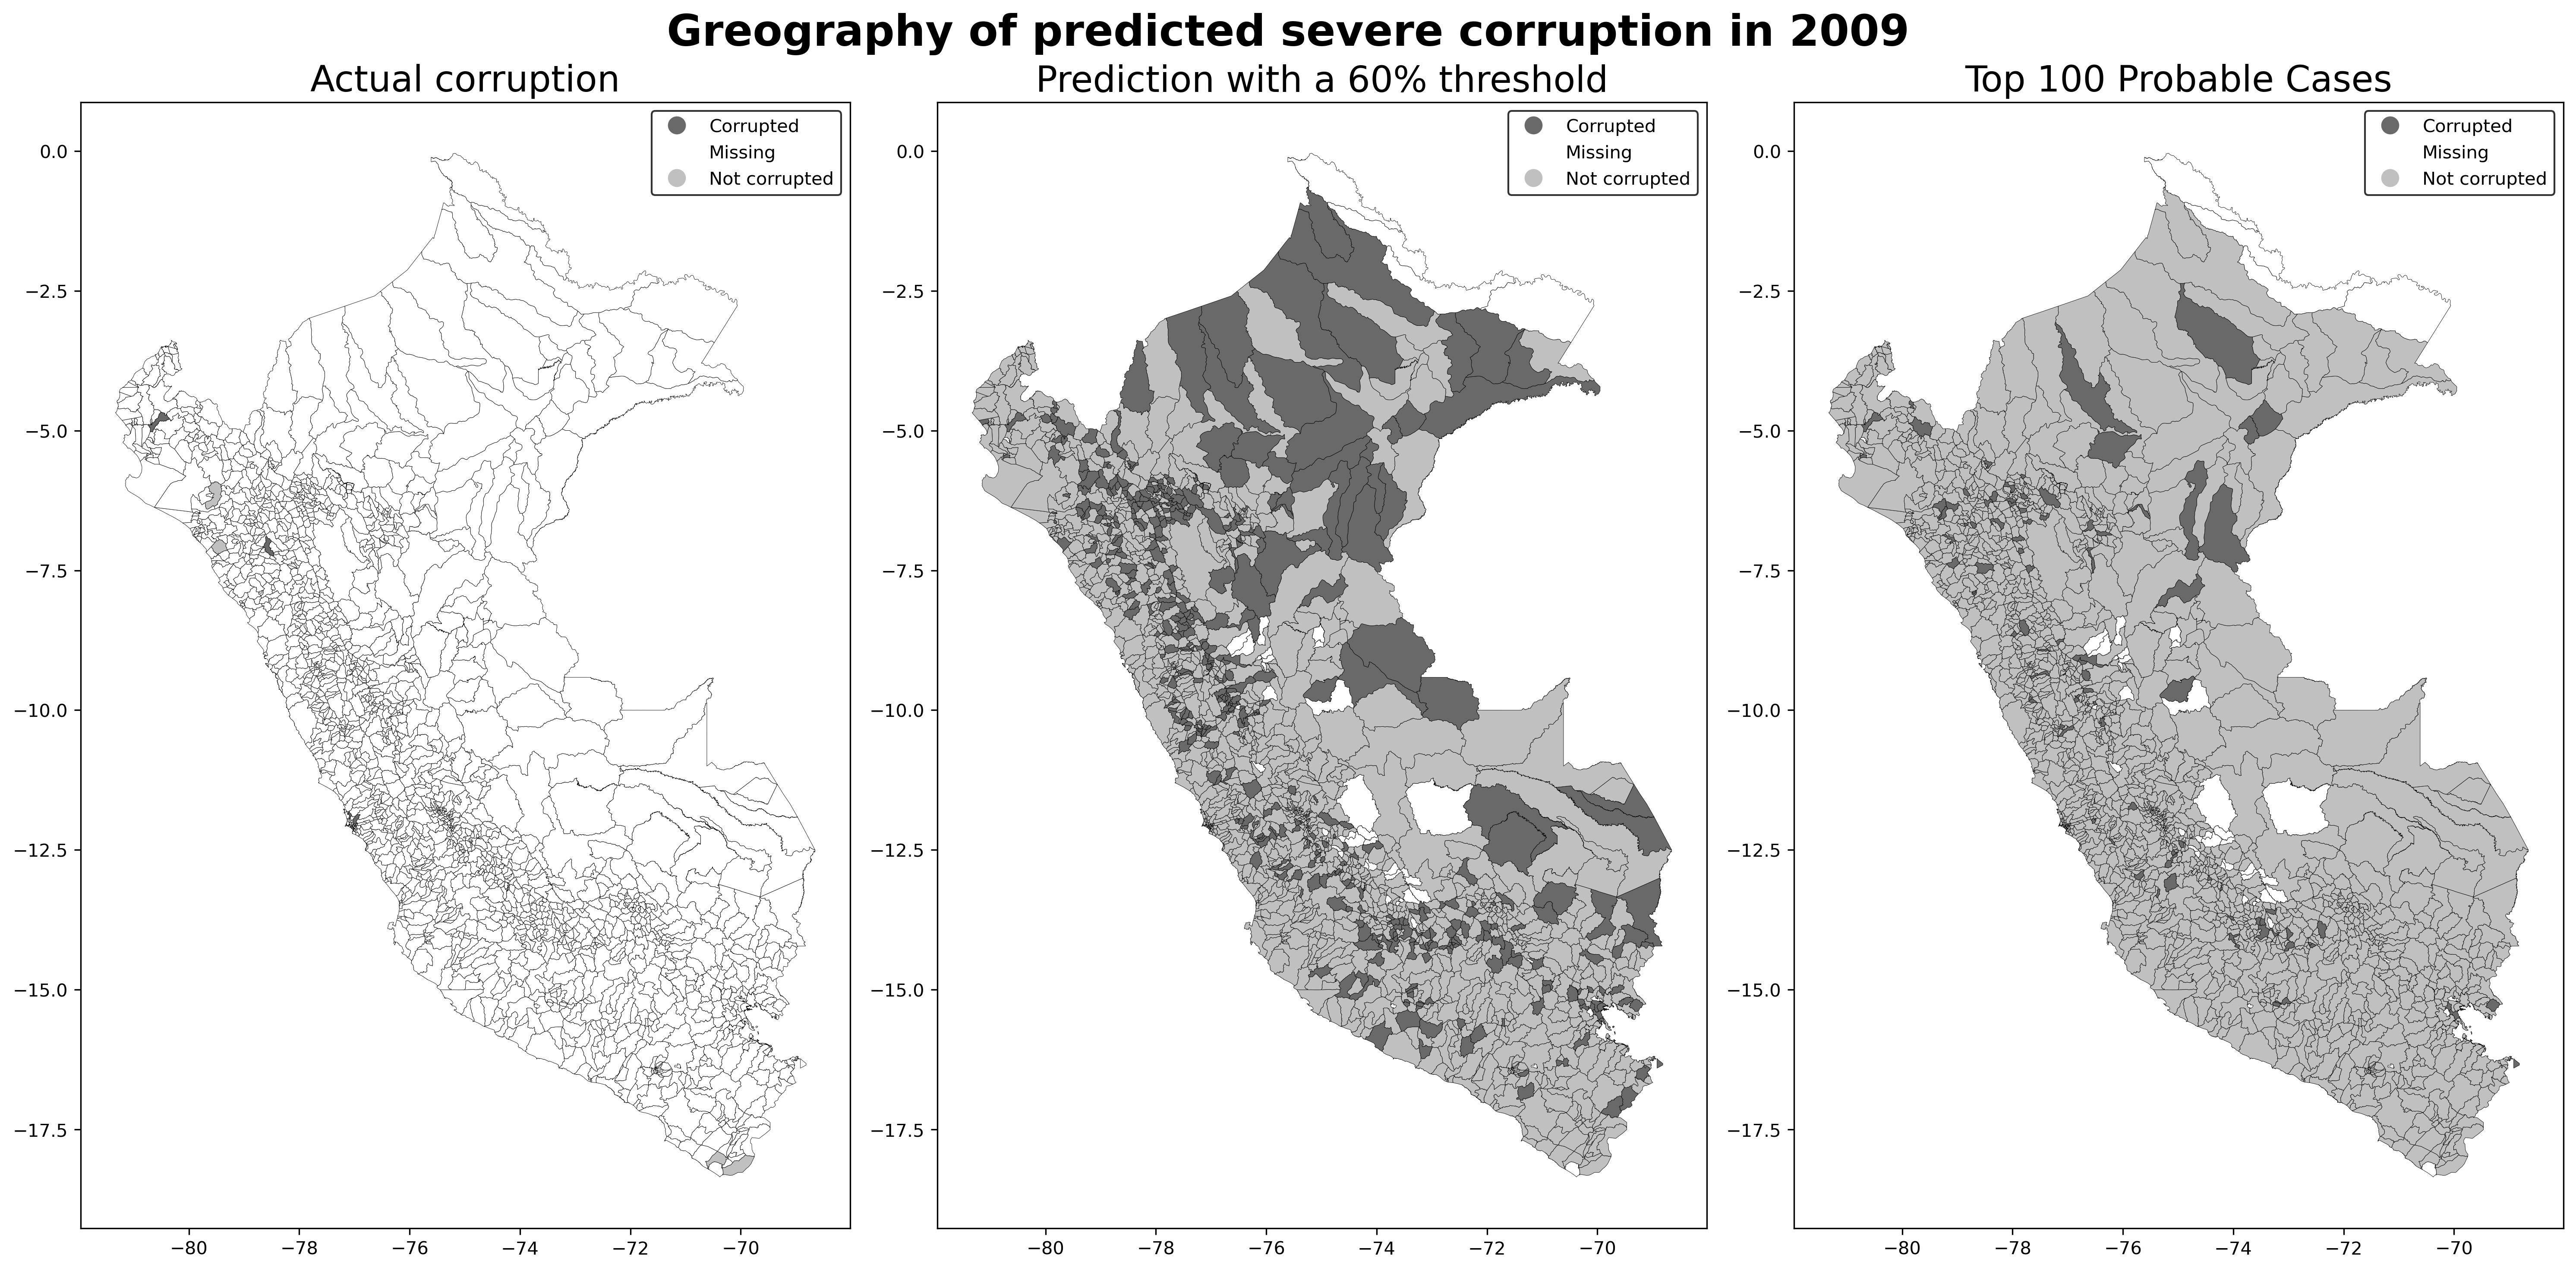 Greography of predicted severe corruption in 2009
Actual corruption
Corrupted
Missing
Not corrupted
0.0
−2.5
−5.0
−7.5
−10.0
−12.5
−15.0
−17.5
−80 −78 −76 −74 −72 −70
Prediction with a 60% threshold
Corrupted
Missing
Not corrupted
0.0
−2.5
−5.0
−7.5
−10.0
−12.5
−15.0
−17.5
−80 −78 −76 −74 −72 −70
Top 100 Probable Cases
Corrupted
Missing
Not corrupted
0.0
−2.5
−5.0
−7.5
−10.0
−12.5
−15.0
−17.5
−80 −78 −76 −74 −72 −70